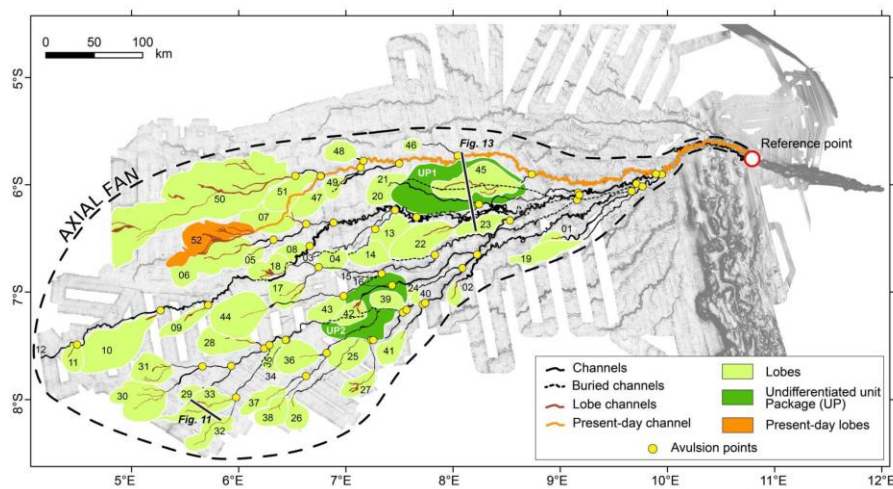 0 50 100
km
5°S
6°S
7°S
8°S
AXIAL FAN
Reference point
Fig. 13
46
48
45
UP1
21
49
51
50
47
20
07
23
01
52
13
22
08
03
04
14
05
18
19
06
17
15
16
02
24
40
39
42
43
UP2
44
09
12
11
10
28
35
36
25
41
31
34
33
30
29
37
27
Fig. 11
38
26
32
Channels
Buried channels
Lobe channels
Present-day channel
Lobes
Undifferentiated unit
Package (UP)
Present-day lobes
Avulsion points
5°E 6°E 7°E 8°E 9°E 10°E 11°E 12°E